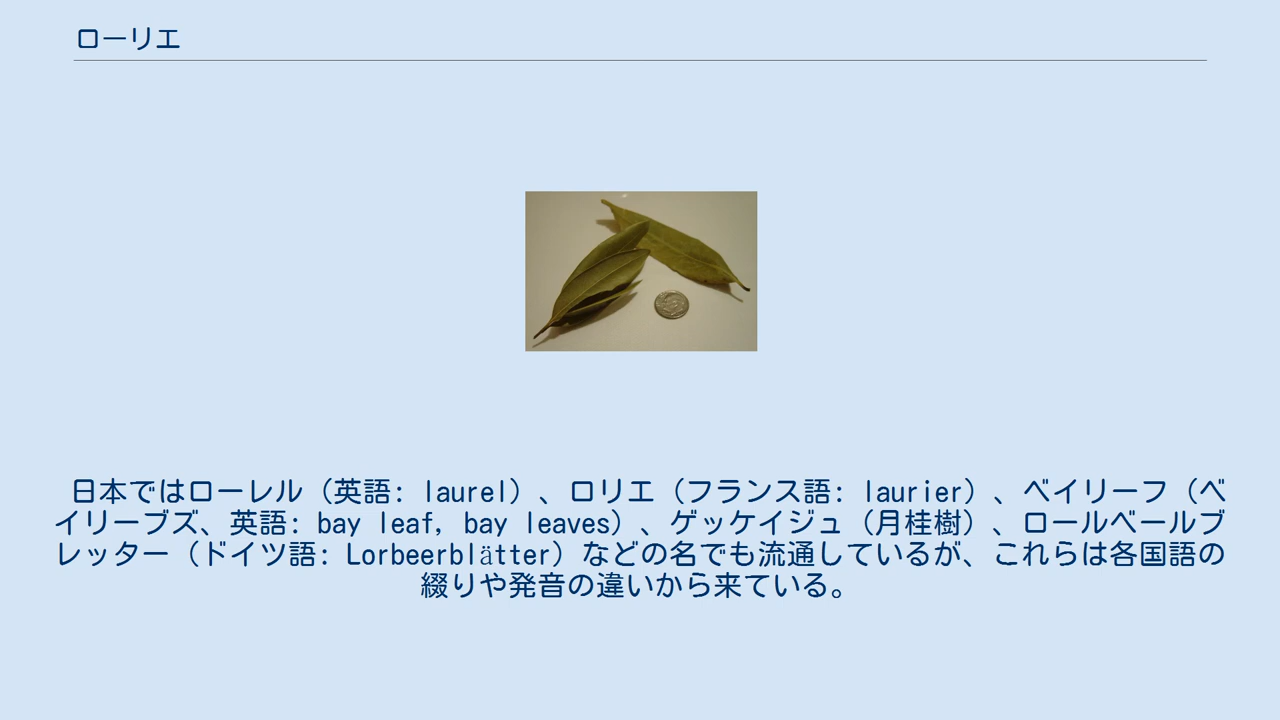 ローリエ
日本ではローレル（英語: laurel）、ロリエ（フランス語: laurier）、ベイリーフ（ベ
イリーブズ、英語: bay leaf, bay leaves）、ゲッケイジュ（月桂樹）、ロールベールブ
レッター（ドイツ語: Lorbeerblätter）などの名でも流通しているが、これらは各国語の
綴りや発音の違いから来ている。